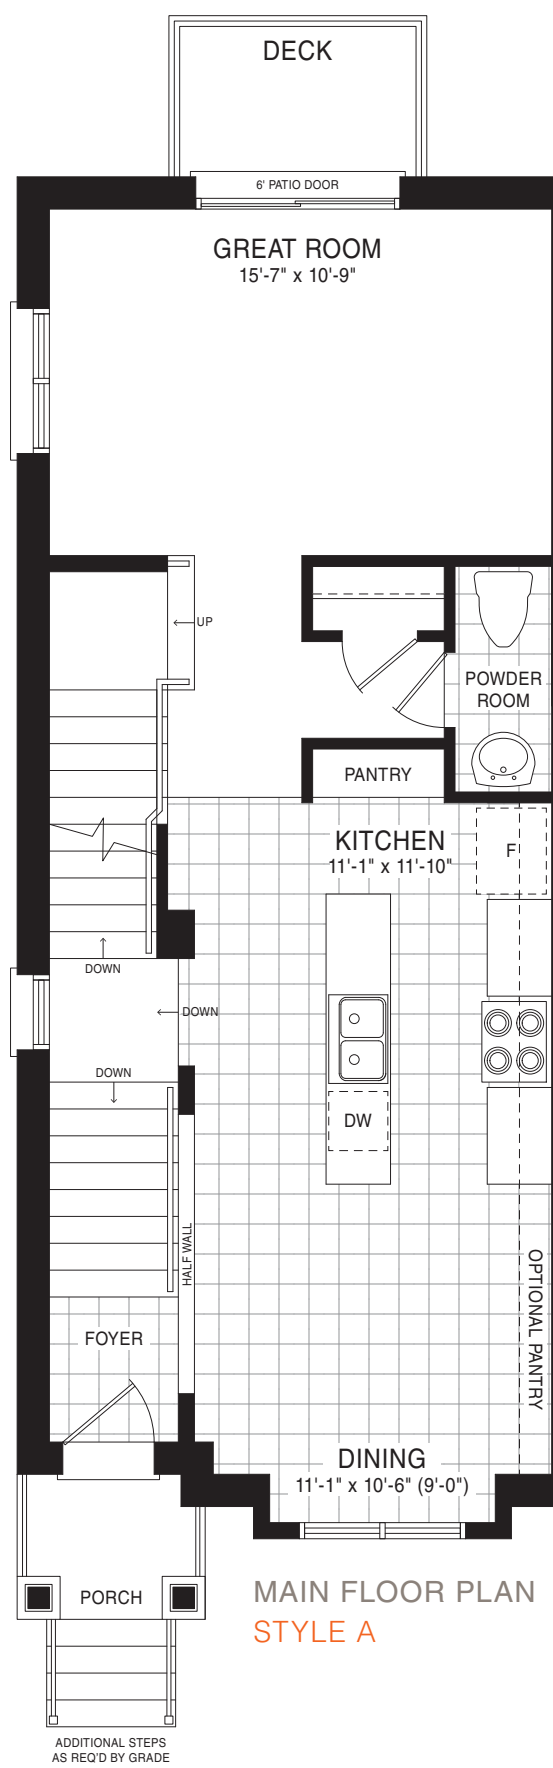 DECK
6' PATIO DOOR
GREAT ROOM
15'-7" x 10'-9"
UP
POWDER
ROOM
PANTRY
KITCHEN
11'-1" x 11'-10"
F
DOWN
DOWN
DOWN
DW
HALF WALL
OPTIONAL PANTRY
FOYER
DINING
11'-1" x 10'-6" (9'-0")
PORCH
MAIN FLOOR PLAN
STYLE A
ADDITIONAL STEPS
AS REQ'D BY GRADE